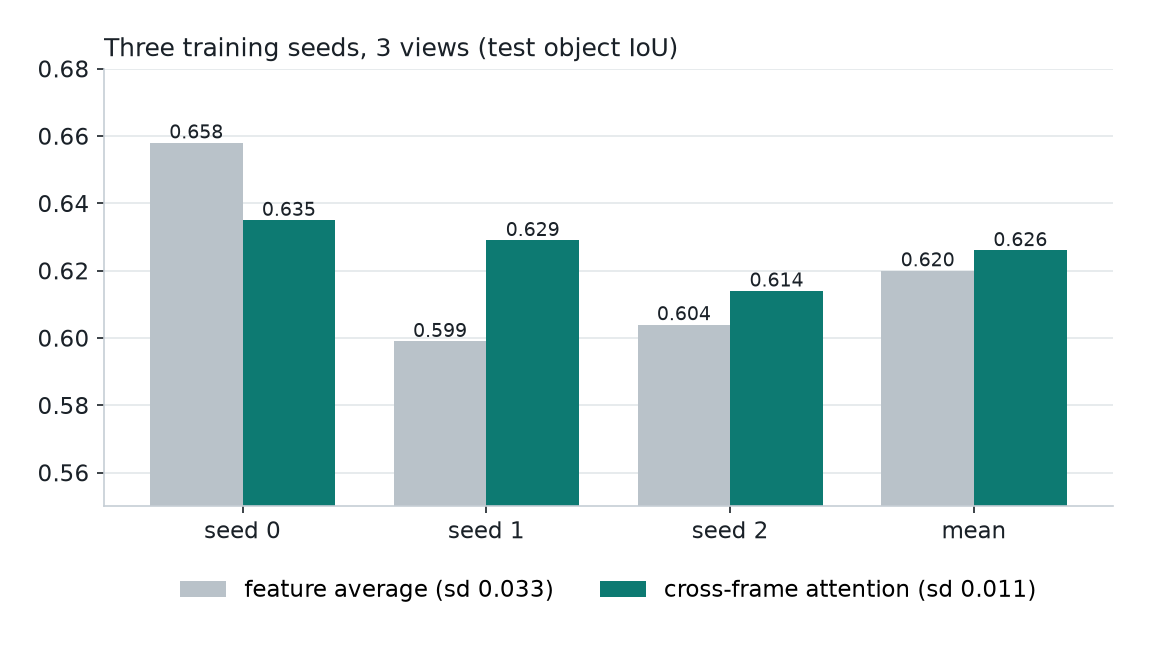 Three training seeds, 3 views (test object IoU)
0.68
0.66
0.64
0.62
0.60
0.58
0.56
0.658
0.635
0.599
0.629
0.604
0.614
0.620
0.626
seed 0
seed 1
seed 2
mean
feature average (sd 0.033)
cross-frame attention (sd 0.011)